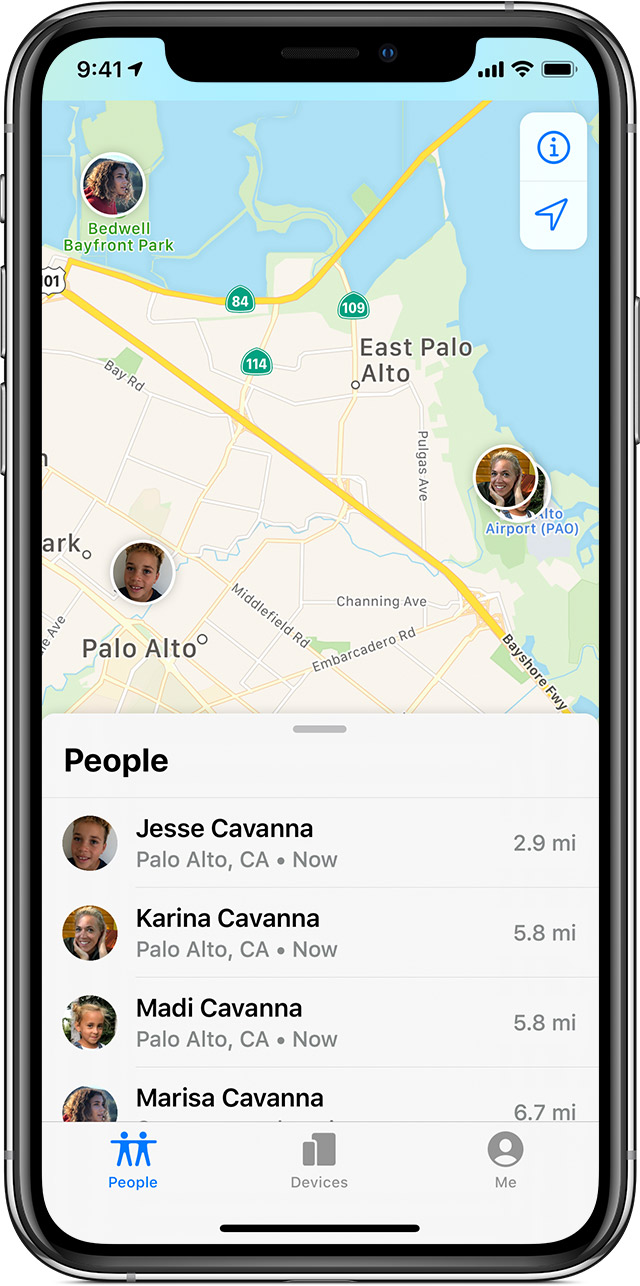 9:41
Bedwell
Bayfront Park
101
84
109
114
East Palo
Alto
Bay Rd
Pulgas Ave
Alto
Airport (PAO)
ark
Channing Ave
Middlefield Rd
Embarcadero Rd
Palo Alto
le Ave
Bayshore Fwy
People
Jesse Cavanna
2.9 mi
Palo Alto, CA • Now
Karina Cavanna
5.8 mi
Palo Alto, CA • Now
Madi Cavanna
5.8 mi
Palo Alto, CA • Now
Marisa Cavanna
6.7 mi
People
Devices
Me